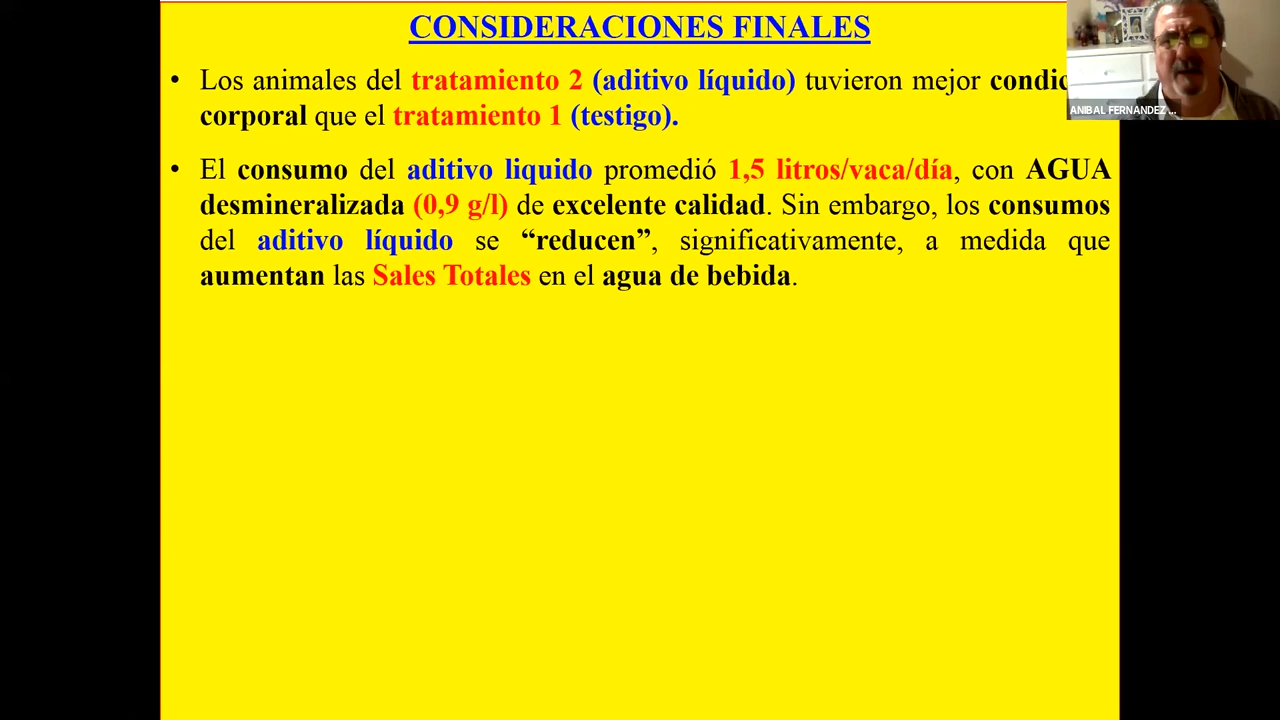 CONSIDERACIONES FINALES
• Los animales del tratamiento 2 (aditivo líquido) tuvieron mejor
corporal que el tratamiento 1 (testigo).
• El consumo del aditivo liquido promedió 1,5 litros/vaca/día, con AGUA
desmineralizada (0,9 g/l) de excelente calidad. Sin embargo, los consumos
del aditivo líquido se “reducen”, significativamente, a medida que
aumentan las Sales Totales en el agua de bebida.
ANIBAL FERNANDEZ ...